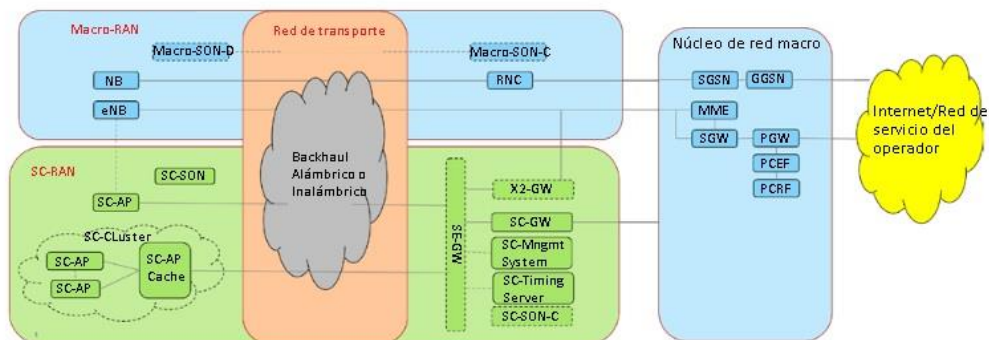 Macro-RAN
Red de transporte
Macro-SON-D
Macro-SON-C
NB
RNC
eNB
Núcleo de red macro
SGSN
GGSN
MME
SGW
PGW
PCEF
PCRF
Internet/Red de
servicio del
operador
Backhaul
Alámbrico o
Inalámbrico
SC-RAN
SC-SON
SC-AP
SC-CLuster
SC-AP
SC-AP
SC-AP
Cache
SE-GW
X2-GW
SC-GW
SC-Mngmt
System
SC-Timing
Server
SC-SON-C